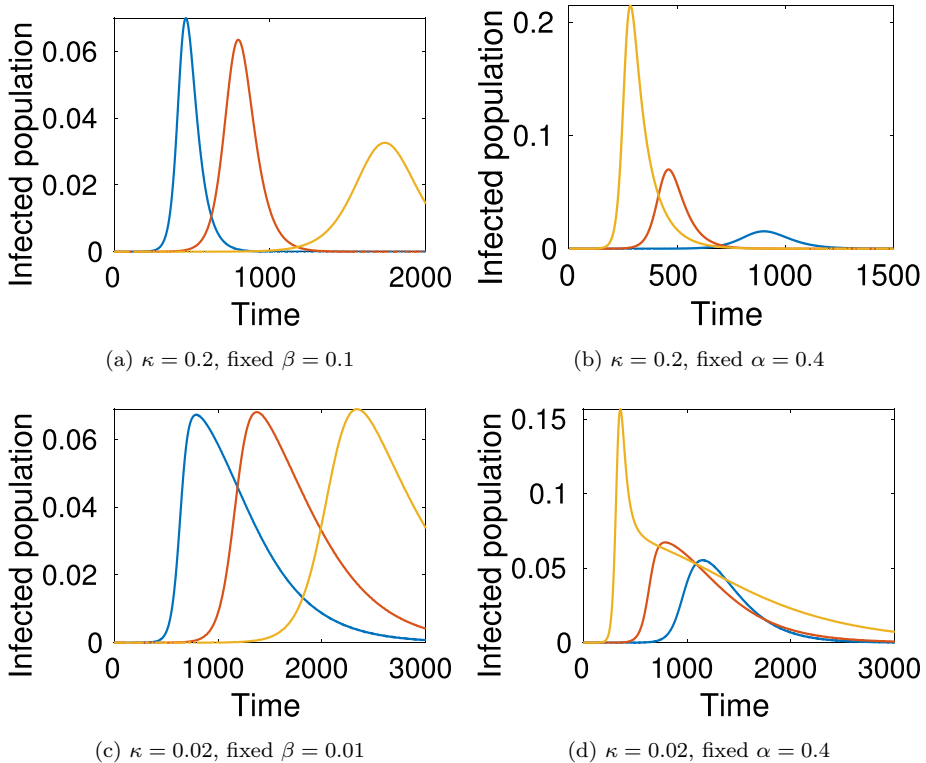 Infected population
0.06
0.04
0.02
0
0 1000 2000
Time
(a) κ = 0.2, fixed β = 0.1
Infected population
0.2
0.1
0
0 500 1000 1500
Time
(b) κ = 0.2, fixed α = 0.4
Infected population
0.06
0.04
0.02
0
0 1000 2000 3000
Time
(c) κ = 0.02, fixed β = 0.01
Infected population
0.15
0.1
0.05
0
0 1000 2000 3000
Time
(d) κ = 0.02, fixed α = 0.4